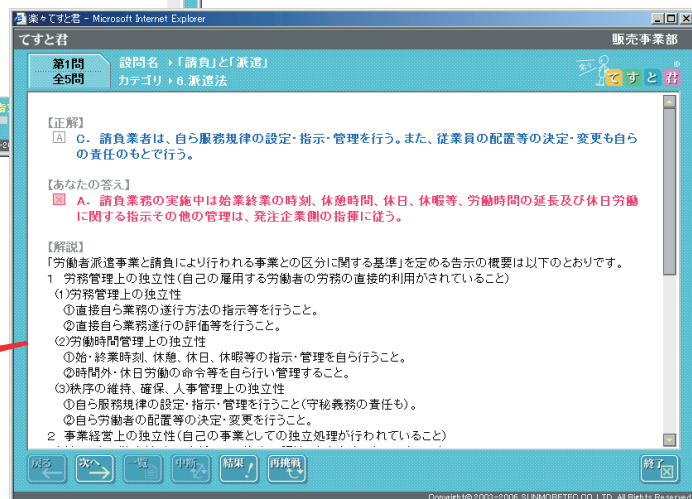 楽々てすと君 - Microsoft Internet Explorer
てすと君
販売事業部
第1問
全5問
設問名 ▶「請負」と「派遣」
カテゴリ ▶ 6.派遣法
楽々
てすと君
【正解】
A C. 請負業者は、自ら服務規律の設定・指示・管理を行う。また、従業員の配置等の決定・変更も自ら
の責任のもとで行う。
【あなたの答え】
A. 請負業務の実施中は始業終業の時刻、休憩時間、休日、休暇等、労働時間の延長及び休日労働
に関する指示その他の管理は、発注企業側の指揮に従う。
【解説】
「労働者派遣事業と請負により行われる事業との区分に関する基準」を定める告示の概要は以下のとおりです。
1 労務管理上の独立性(自己の雇用する労働者の労務の直接的利用がされていること)
(1)労務管理上の独立性
①直接自ら業務の遂行方法の指示等を行うこと。
②直接自ら業務遂行の評価等を行うこと。
(2)労働時間管理上の独立性
①始・終業時刻、休憩、休日、休暇等の指示・管理を自ら行うこと。
②時間外・休日労働の命令等を自ら行い管理すること。
(3)秩序の維持、確保、人事管理上の独立性
①自ら服務規律の設定・指示・管理を行うこと(守秘義務の責任も)。
②自ら労働者の配置等の決定・変更を行うこと。
2 事業経営上の独立性(自己の事業としての独立処理が行われていること)
戻る
次へ
一覧
中断
結果
再挑戦
終了
Copyright© 2003-2006 SUNMORETEC CO.,LTD. All Rights Reserved